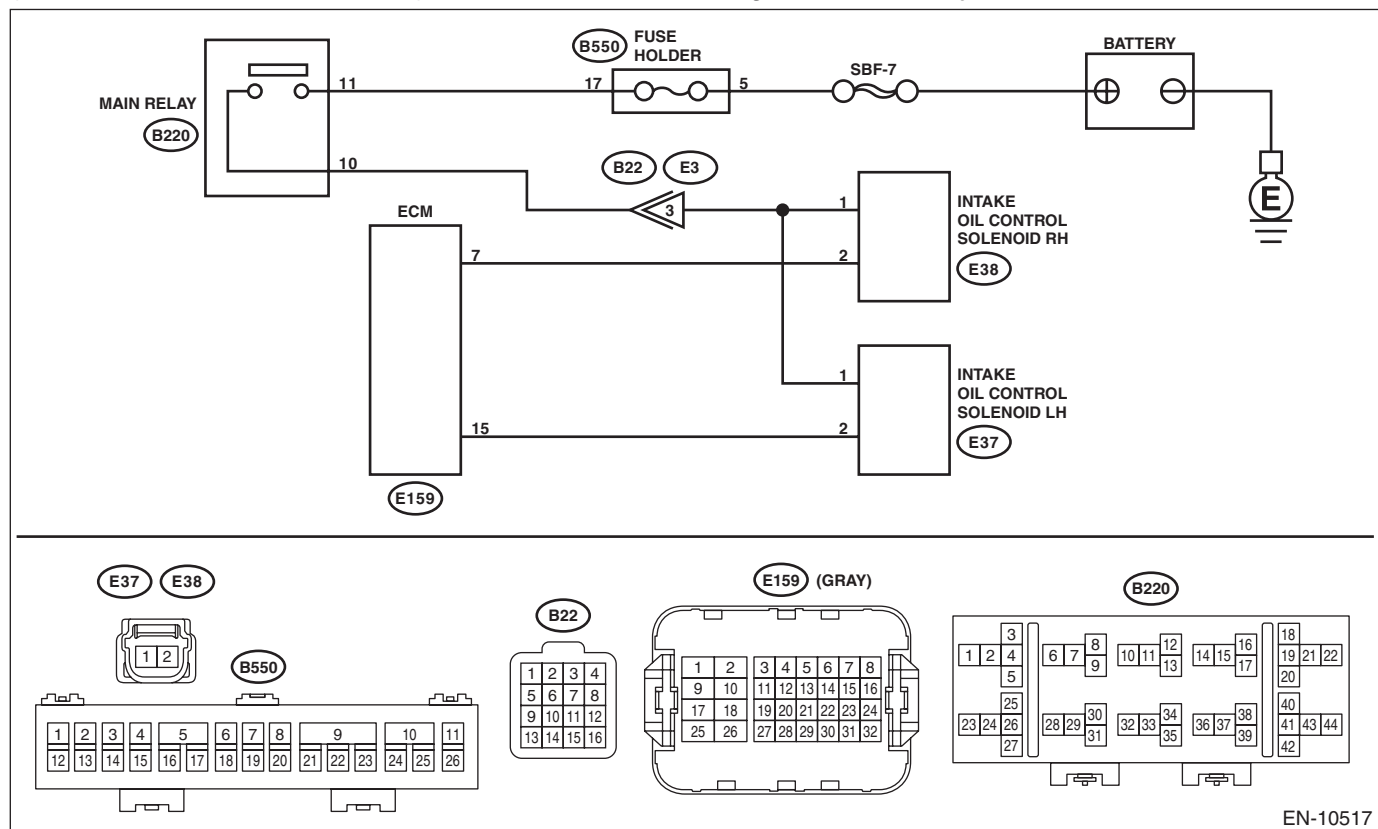 B550 FUSE HOLDER
BATTERY
SBF-7
MAIN RELAY
B220
11
17
5
10
B22
E3
3
ECM
7
15
E159
1
INTAKE
OIL CONTROL
SOLENOID RH
2
E38
1
INTAKE
OIL CONTROL
SOLENOID LH
2
E37
E
E37 E38
1 2
B550
1 2 3 4 5 6 7 8 9 10 11
12 13 14 15 16 17 18 19 20 21 22 23 24 25 26
B22
1 2 3 4
5 6 7 8
9 10 11 12
13 14 15 16
E159 (GRAY)
1 2 3 4 5 6 7 8
9 10 11 12 13 14 15 16
17 18 19 20 21 22 23 24
25 26 27 28 29 30 31 32
B220
3 8 12 16 18
1 2 4 6 7 9 10 11 13 14 15 17 19 21 22
5 20
25 30 34 38 40
23 24 26 28 29 31 32 33 35 36 37 39 41 43 44
27 42
EN-10517